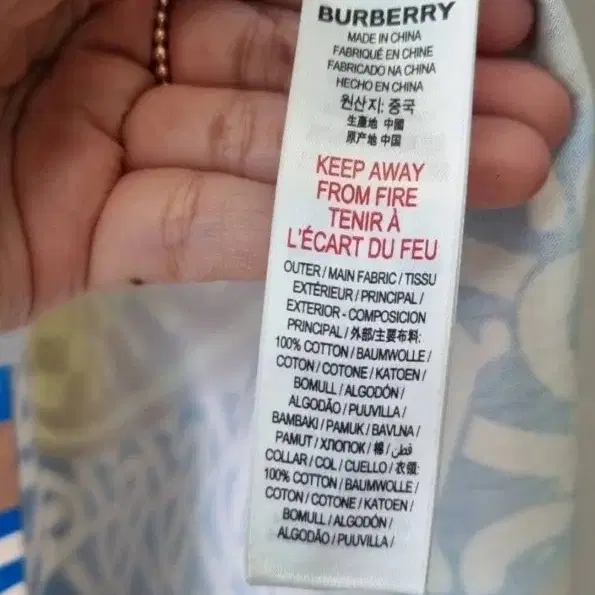 BURBERRY
MADE IN CHINA
FABRIQUÉ EN CHINE
FABRICADO NA CHINA
HECHO EN CHINA
원산지: 중국
生產地 中國
原产地 中国
KEEP AWAY
FROM FIRE
TENIR À
L'ÉCART DU FEU
OUTER / MAIN FABRIC / TISSU
EXTÉRIEUR / PRINCIPAL /
EXTERIOR - COMPOSICION
PRINCIPAL / 外部/主要布料:
100% COTTON / BAUMWOLLE /
COTON / COTONE / KATOEN /
BOMULL / ALGODÓN /
ALGODÃO / PUUVILLA /
BAMBAKI / PAMUK / BAVLNA /
PAMUT / ХЛОПОК / 棉 / قطن /
COLLAR / COL / CUELLO / 衣領:
100% COTTON / BAUMWOLLE /
COTON / COTONE / KATOEN /
BOMULL / ALGODÓN /
ALGODÃO / PUUVILLA /